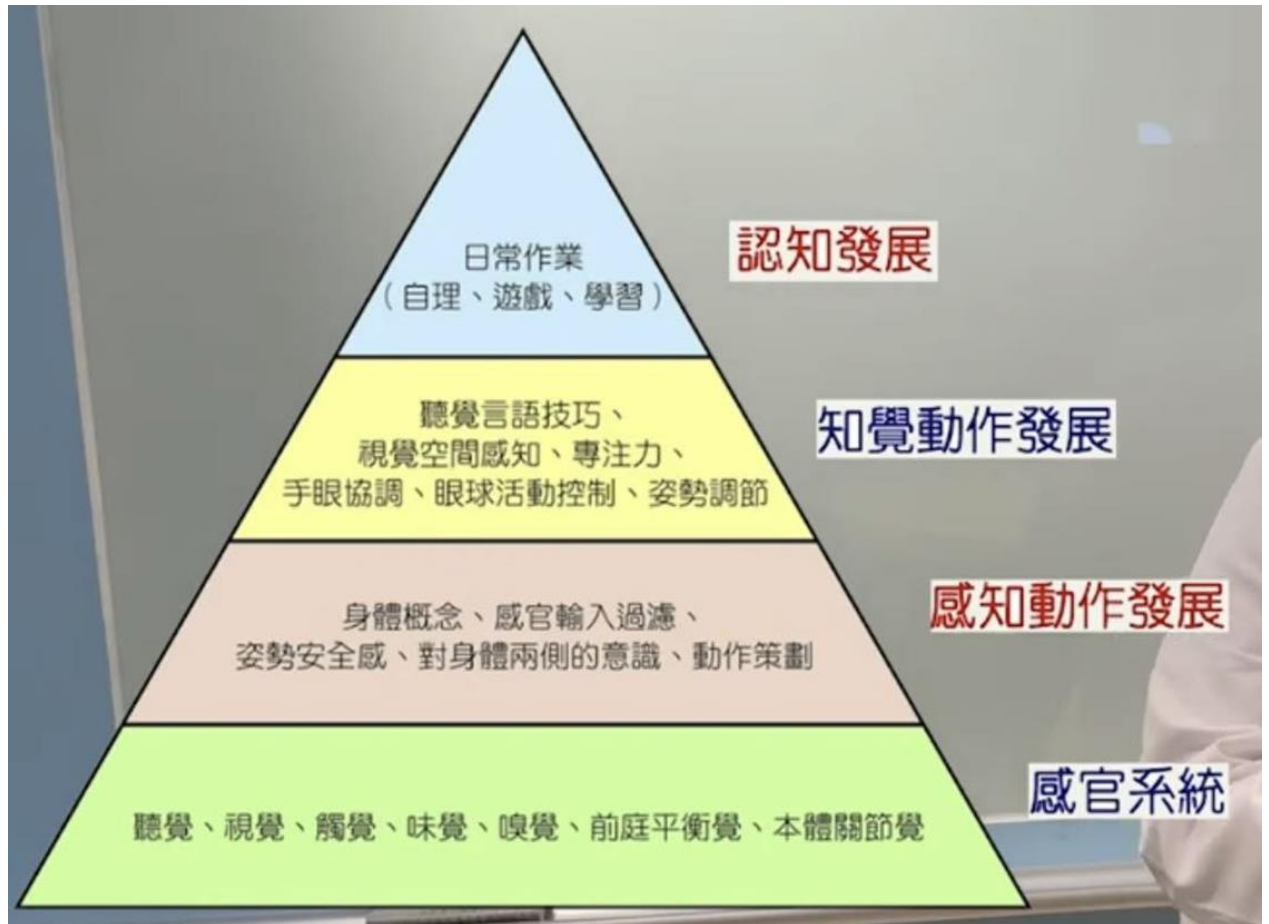 日常作業
（自理、遊戲、學習）
認知發展
聽覺言語技巧、
視覺空間感知、專注力、
手眼協調、眼球活動控制、姿勢調節
知覺動作發展
身體概念、感官輸入過濾、
姿勢安全感、對身體兩側的意識、動作策劃
感知動作發展
聽覺、視覺、觸覺、味覺、嗅覺、前庭平衡覺、本體關節覺
感官系統